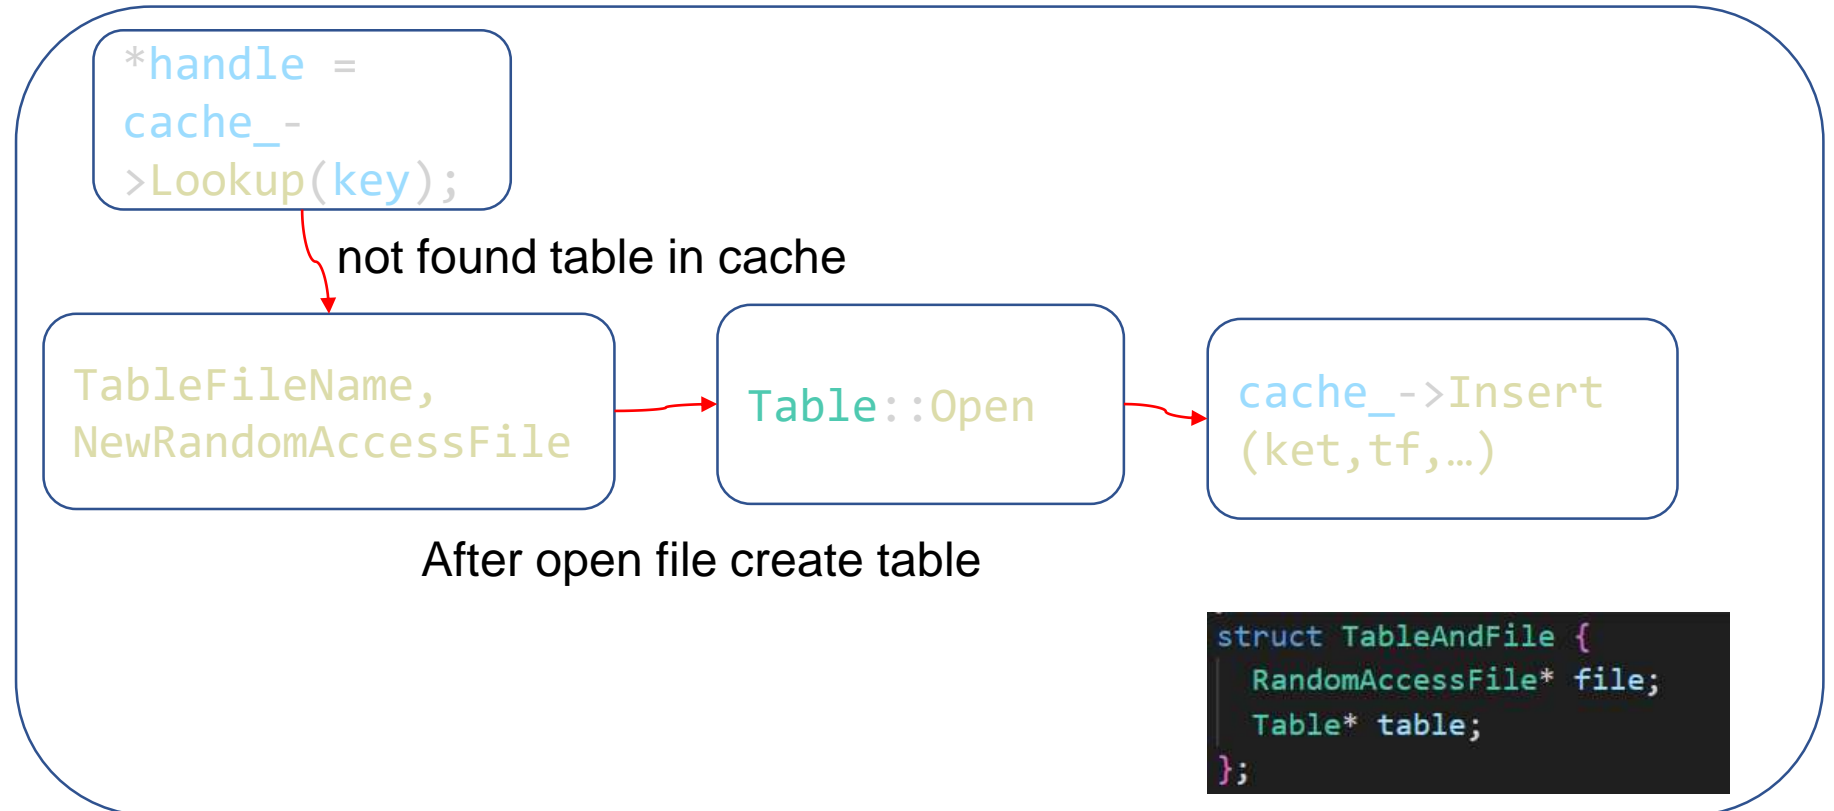 *handle =
cache_-
>Lookup(key);
not found table in cache
TableFileName,
NewRandomAccessFile
Table::Open
cache_->Insert
(ket,tf,…)
After open file create table
struct TableAndFile {
RandomAccessFile* file;
Table* table;
};